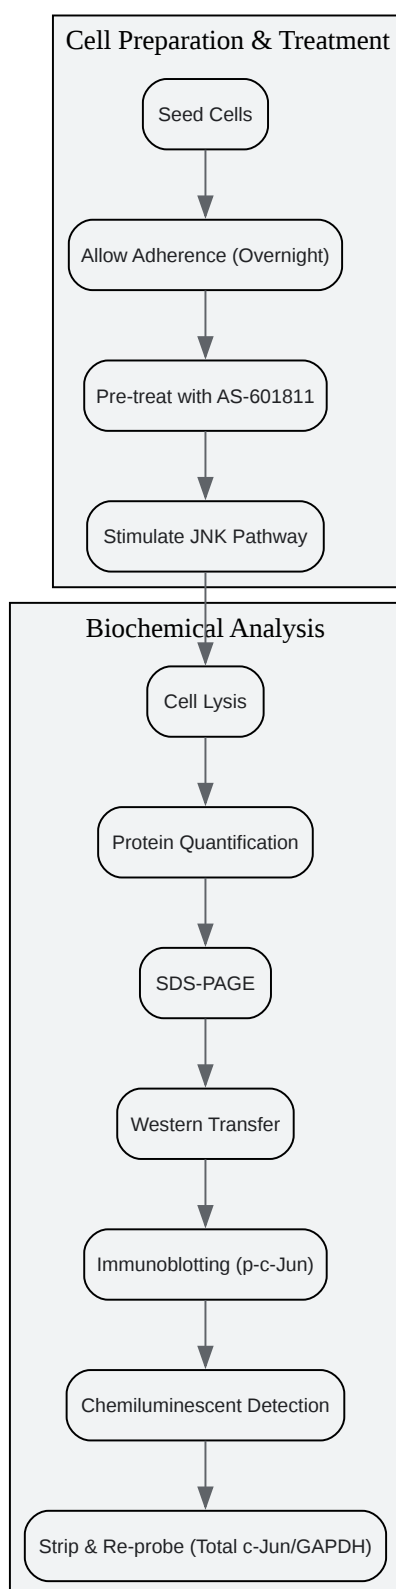 Cell Preparation & Treatment
Seed Cells
Allow Adherence (Overnight)
Pre-treat with AS-601811
Stimulate JNK Pathway
Biochemical Analysis
Cell Lysis
Protein Quantification
SDS-PAGE
Western Transfer
Immunoblotting (p-c-Jun)
Chemiluminescent Detection
Strip & Re-probe (Total c-Jun/GAPDH)